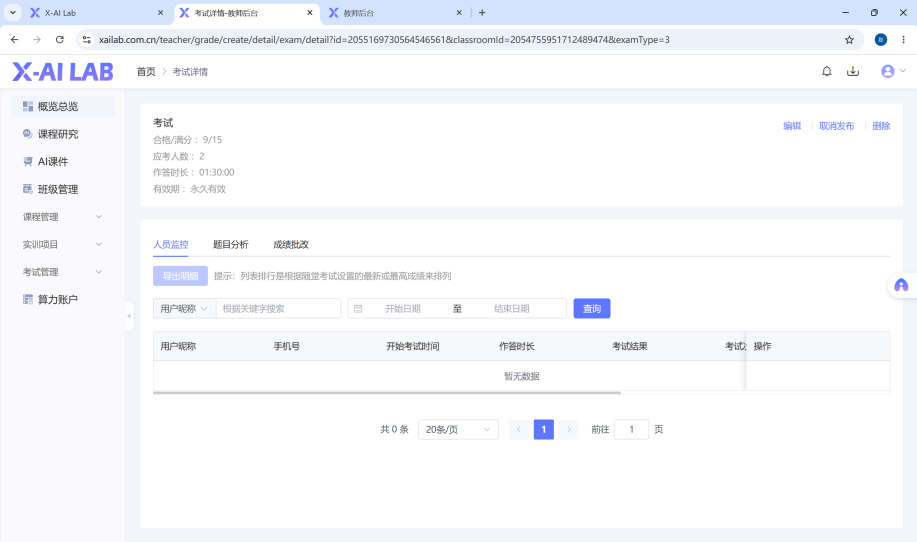 X-AI Lab
考试详情-教师后台
教师后台
xailab.com.cn/teacher/grade/create/detail/exam/detail?id=2055169730564546561&classroomId=2054755951712489474&examType=3
X-AI LAB
首页
考试详情
概览总览
课程研究
AI课件
班级管理
课程管理
实训项目
考试管理
算力账户
考试
编辑
取消发布
删除
合格/满分： 9/15
应考人数： 2
作答时长： 01:30:00
有效期： 永久有效
人员监控
题目分析
成绩批改
导出明细
提示：列表排行是根据随堂考试设置的最新或最高成绩来排列
用户昵称
根据关键字搜索
开始日期
至
结束日期
查询
用户昵称
手机号
开始考试时间
作答时长
考试结果
考试
操作
暂无数据
共 0 条
20条/页
1
前往
1
页